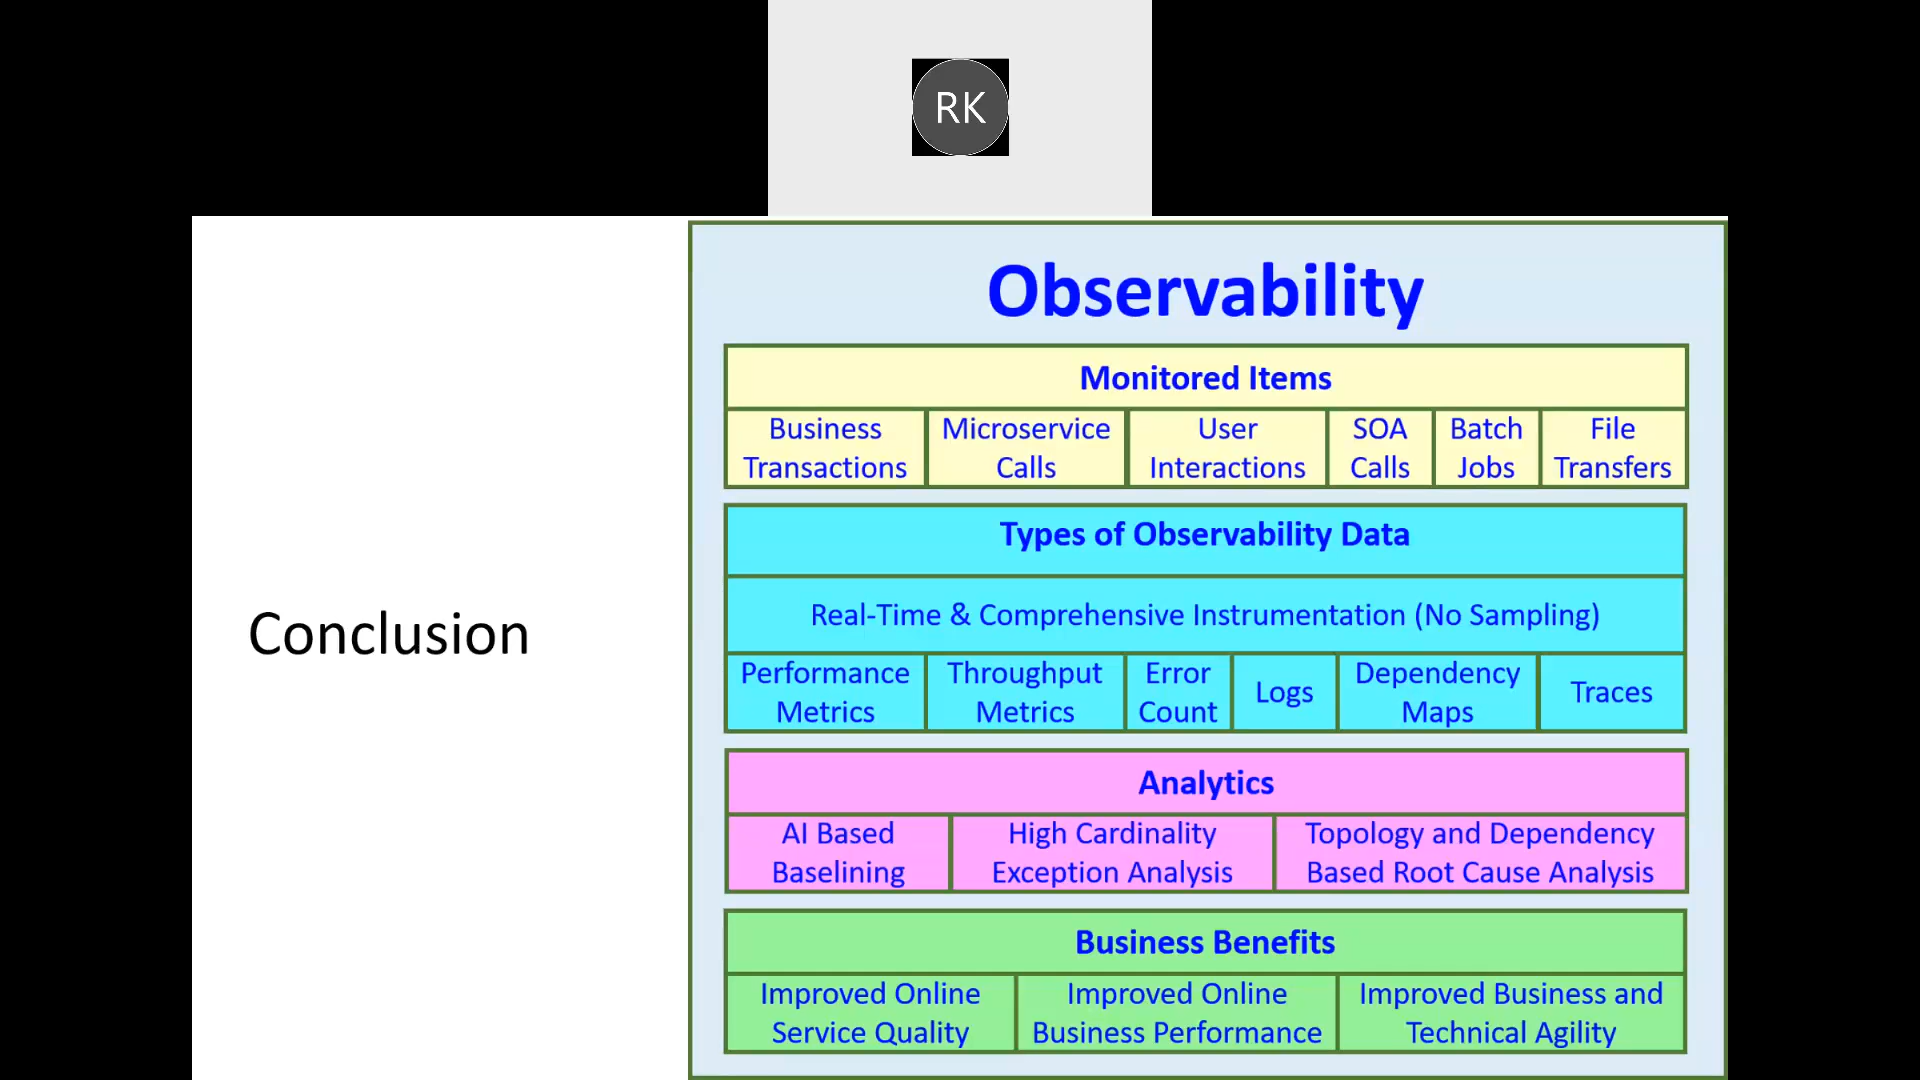 RK
Conclusion
Observability
Monitored Items
Business
Transactions
Microservice
Calls
User
Interactions
SOA
Calls
Batch
Jobs
File
Transfers
Types of Observability Data
Real-Time & Comprehensive Instrumentation (No Sampling)
Performance
Metrics
Throughput
Metrics
Error
Count
Logs
Dependency
Maps
Traces
Analytics
AI Based
Baselining
High Cardinality
Exception Analysis
Topology and Dependency
Based Root Cause Analysis
Business Benefits
Improved Online
Service Quality
Improved Online
Business Performance
Improved Business and
Technical Agility